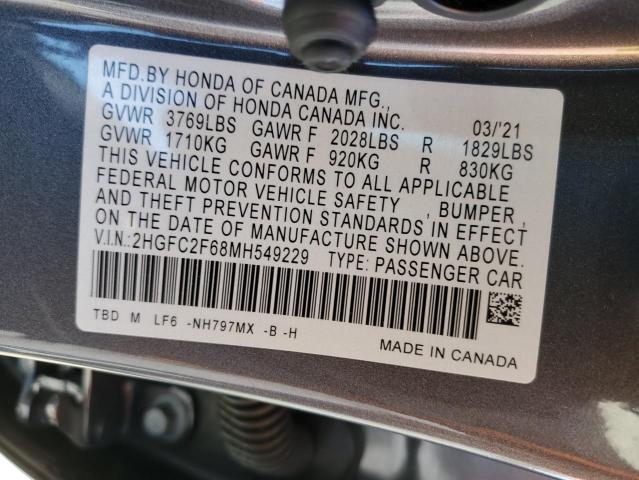 MFD.BY HONDA OF CANADA MFG.,
A DIVISION OF HONDA CANADA INC. 03/'21
GVWR 3769LBS GAWR F 2028LBS R 1829LBS
GVWR 1710KG GAWR F 920KG R 830KG
THIS VEHICLE CONFORMS TO ALL APPLICABLE
FEDERAL MOTOR VEHICLE SAFETY , BUMPER ,
AND THEFT PREVENTION STANDARDS IN EFFECT
ON THE DATE OF MANUFACTURE SHOWN ABOVE.
V.I.N.:2HGFC2F68MH549229 TYPE: PASSENGER CAR
TBD M LF6 -NH797MX -B -H
MADE IN CANADA